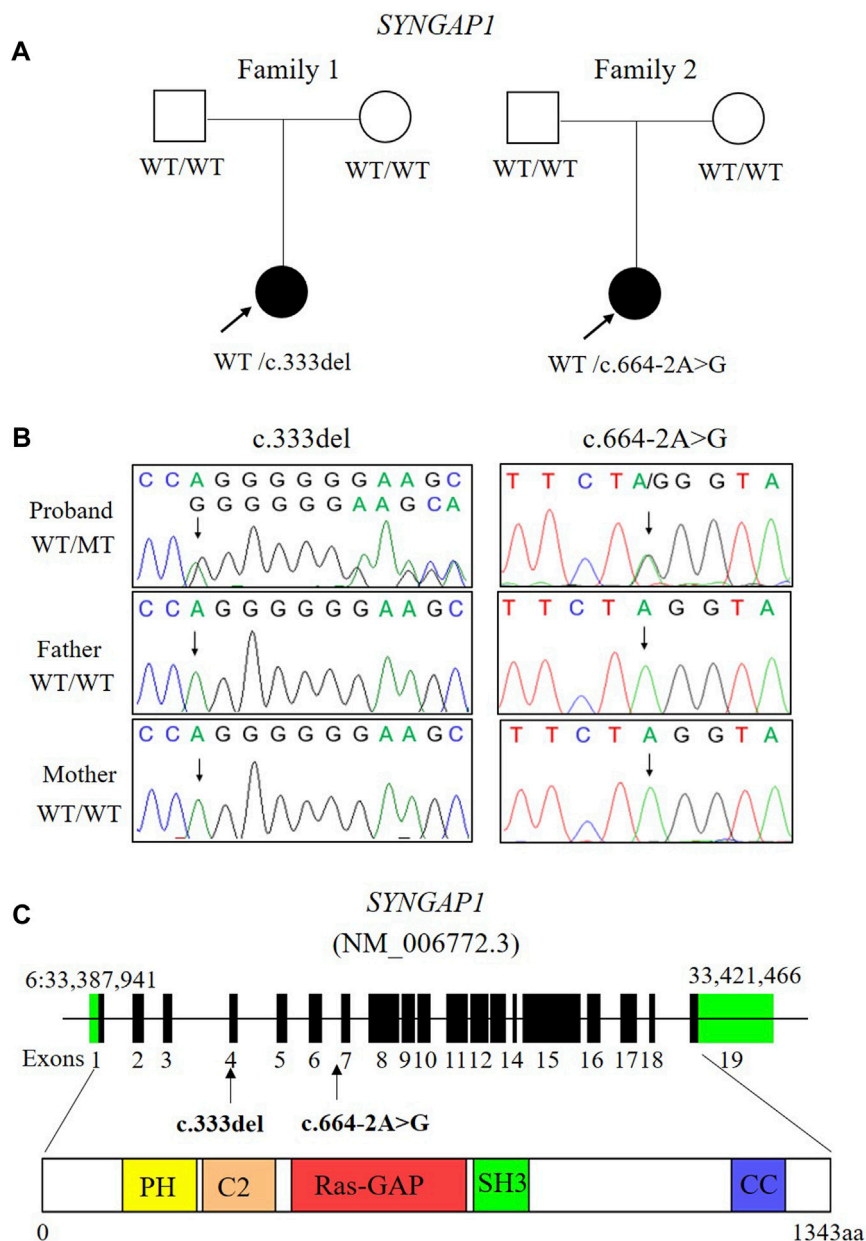 SYNGAP1
A
Family 1 Family 2
WT/WT WT/WT WT/WT WT/WT
WT /c.333del WT /c.664-2A>G
B
c.333del c.664-2A>G
Proband
WT/MT
C C A G G G G G G A A G C
G G G G G G A A G C A
T T C T A/G G G T A
Father
WT/WT
C C A G G G G G G A A G C
T T C T A G G T A
Mother
WT/WT
C C A G G G G G G A A G C
T T C T A G G T A
C
SYNGAP1
(NM_006772.3)
6:33,387,941 33,421,466
Exons 1 2 3 4 5 6 7 8 9 10 11 12 14 15 16 17 18 19
c.333del c.664-2A>G
PH C2 Ras-GAP SH3 CC
0 1343aa